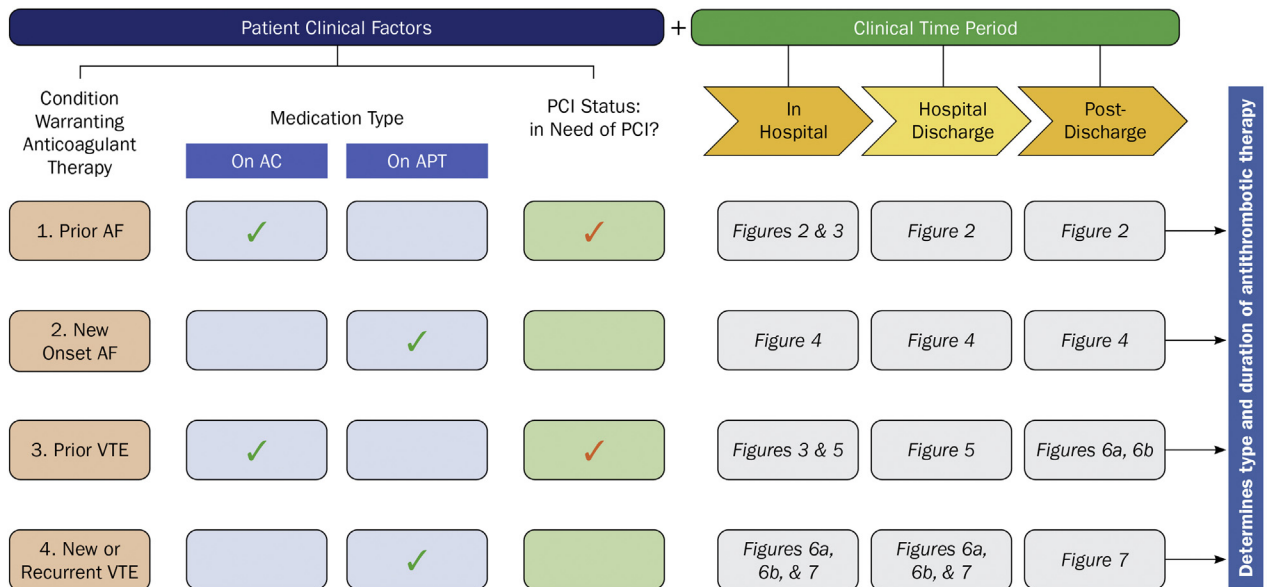 Patient Clinical Factors
+
Clinical Time Period
Condition
Warranting
Anticoagulant
Therapy
Medication Type
On AC
On APT
PCI Status:
in Need of PCI?
In
Hospital
Hospital
Discharge
Post-
Discharge
1. Prior AF
✓
✓
Figures 2 & 3
Figure 2
Figure 2
2. New
Onset AF
✓
Figure 4
Figure 4
Figure 4
3. Prior VTE
✓
✓
Figures 3 & 5
Figure 5
Figures 6a, 6b
4. New or
Recurrent VTE
✓
Figures 6a,
6b, & 7
Figures 6a,
6b, & 7
Figure 7
Determines type and duration of antithrombotic therapy